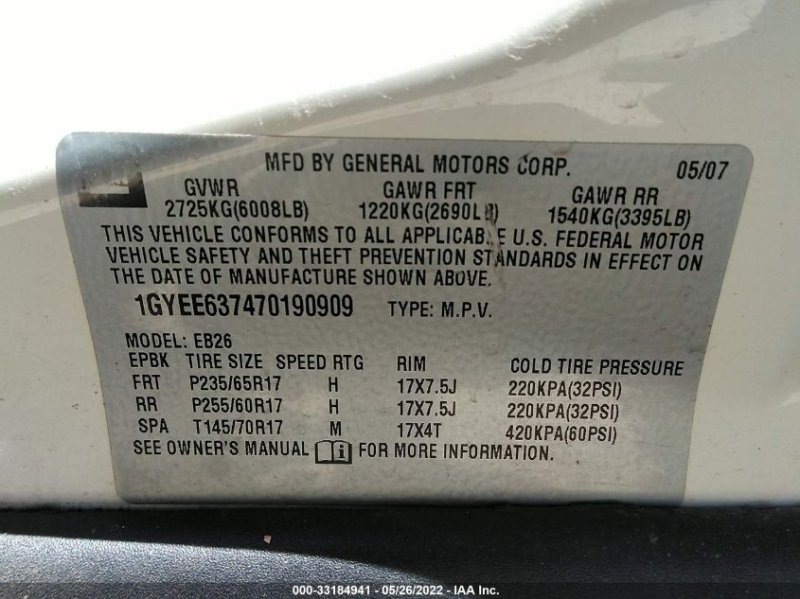 MFD BY GENERAL MOTORS CORP. 05/07
GVWR GAWR FRT GAWR RR
2725KG(6008LB) 1220KG(2690LB) 1540KG(3395LB)
THIS VEHICLE CONFORMS TO ALL APPLICABLE U.S. FEDERAL MOTOR
VEHICLE SAFETY AND THEFT PREVENTION STANDARDS IN EFFECT ON
THE DATE OF MANUFACTURE SHOWN ABOVE.
1GYEE637470190909 TYPE: M.P.V.
MODEL: EB26
EPBK TIRE SIZE SPEED RTG RIM COLD TIRE PRESSURE
FRT P235/65R17 H 17X7.5J 220KPA(32PSI)
RR P255/60R17 H 17X7.5J 220KPA(32PSI)
SPA T145/70R17 M 17X4T 420KPA(60PSI)
SEE OWNER'S MANUAL i FOR MORE INFORMATION.
000-33184941 - 05/26/2022 - IAA Inc.